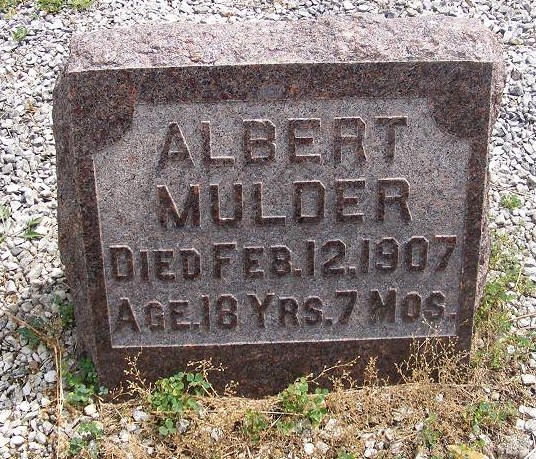 ALBERT
MULDER
DIED FEB. 12, 1907
AGE. 18 YRS. 7 MOS.